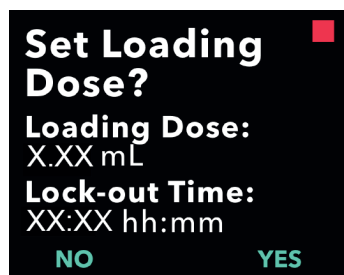 Set Loading
Dose?
Loading Dose:
X.XX mL
Lock-out Time:
XX:XX hh:mm
NO YES